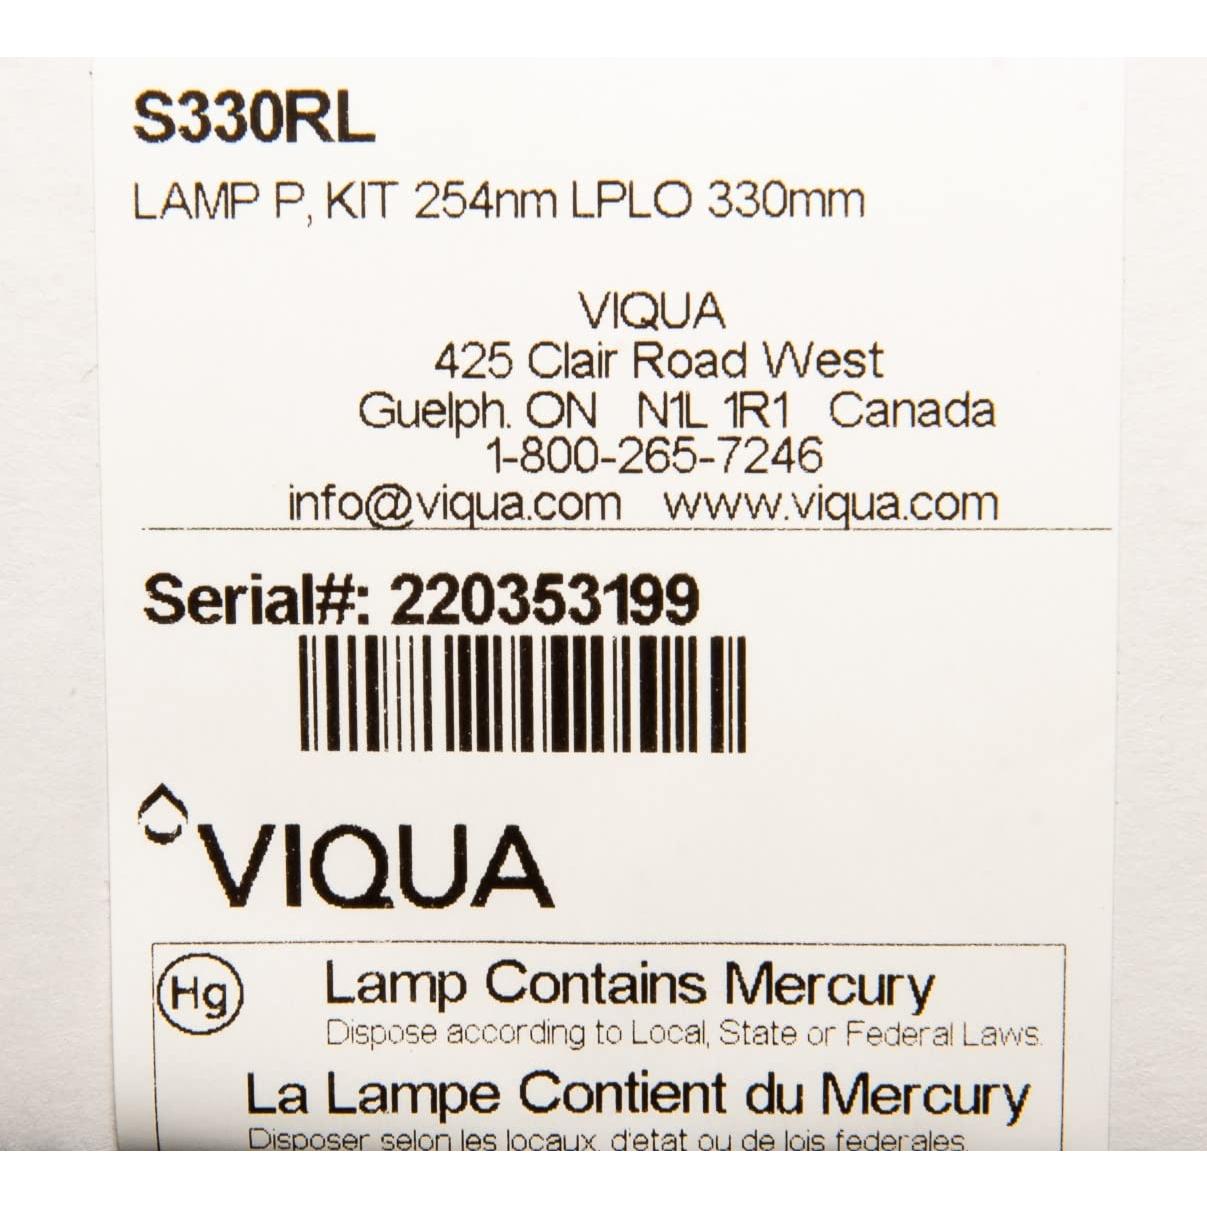 S330RL
LAMP P, KIT 254nm LPLO 330mm
VIQUA
425 Clair Road West
Guelph. ON N1L 1R1 Canada
1-800-265-7246
info@viqua.com www.viqua.com
Serial#: 220353199
VIQUA
Hg
Lamp Contains Mercury
Dispose according to Local, State or Federal Laws.
La Lampe Contient du Mercury
Disposer selon les locaux, d'etat ou de lois federales.